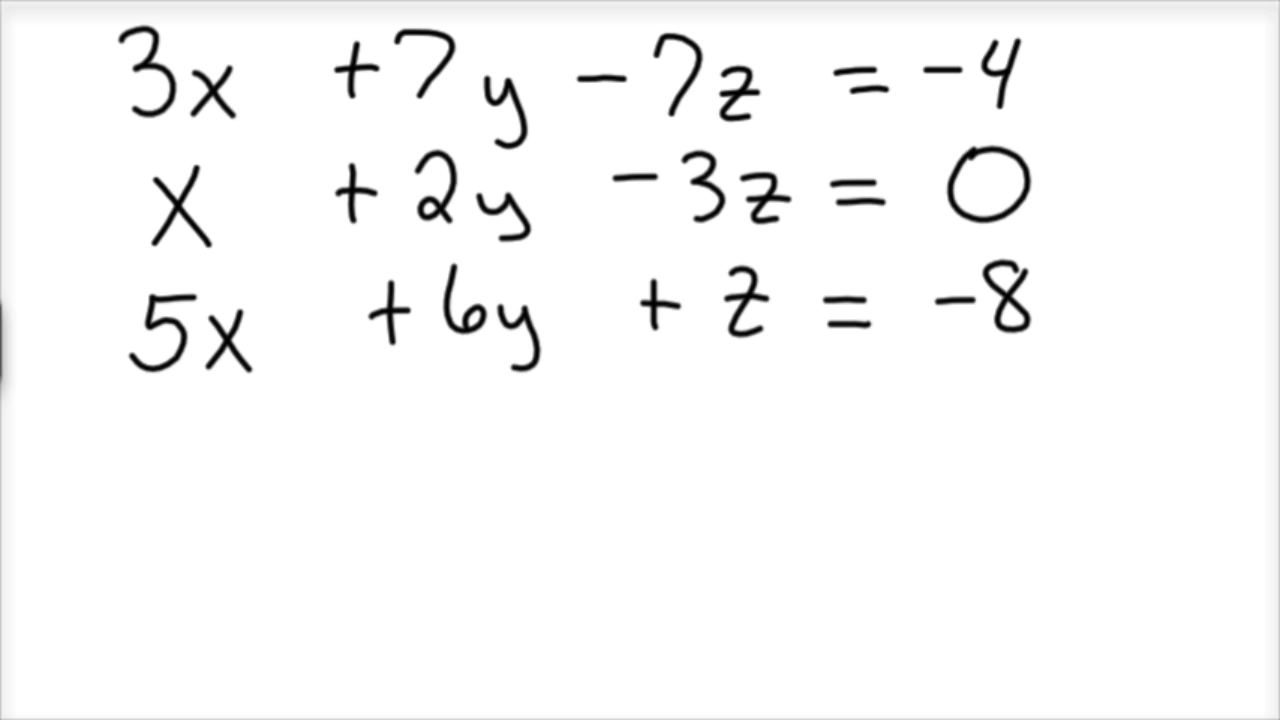 3x + 7y - 7z = -4
x + 2y - 3z = 0
5x + 6y + z = -8